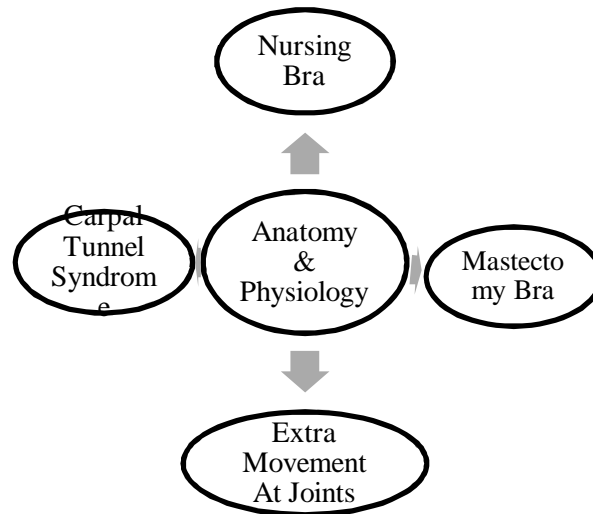 Nursing
Bra
Carpal
Tunnel
Syndrom
e
Anatomy
&
Physiology
Mastecto
my Bra
Extra
Movement
At Joints